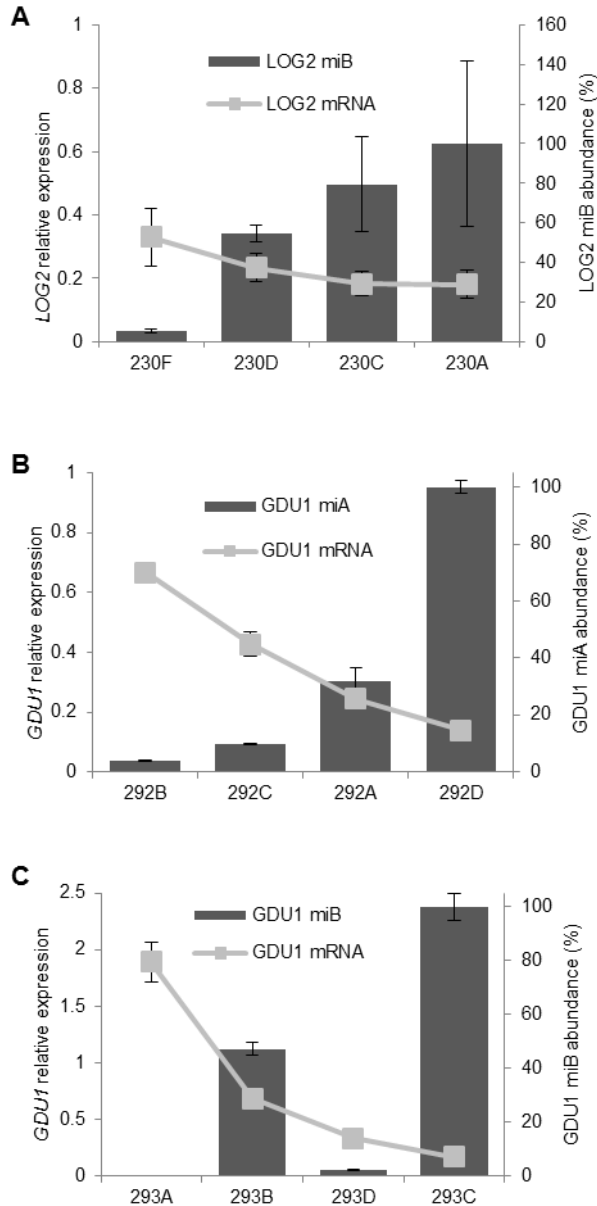 A
LOG2 relative expression
1
0.8
0.6
0.4
0.2
0
LOG2 miB
LOG2 mRNA
160
140
120
100
80
60
40
20
0
LOG2 miB abundance (%)
230F 230D 230C 230A
B
GDU1 relative expression
1
0.8
0.6
0.4
0.2
0
GDU1 miA
GDU1 mRNA
100
80
60
40
20
0
GDU1 miA abundance (%)
292B 292C 292A 292D
C
GDU1 relative expression
2.5
2
1.5
1
0.5
0
GDU1 miB
GDU1 mRNA
100
80
60
40
20
0
GDU1 miB abundance (%)
293A 293B 293D 293C